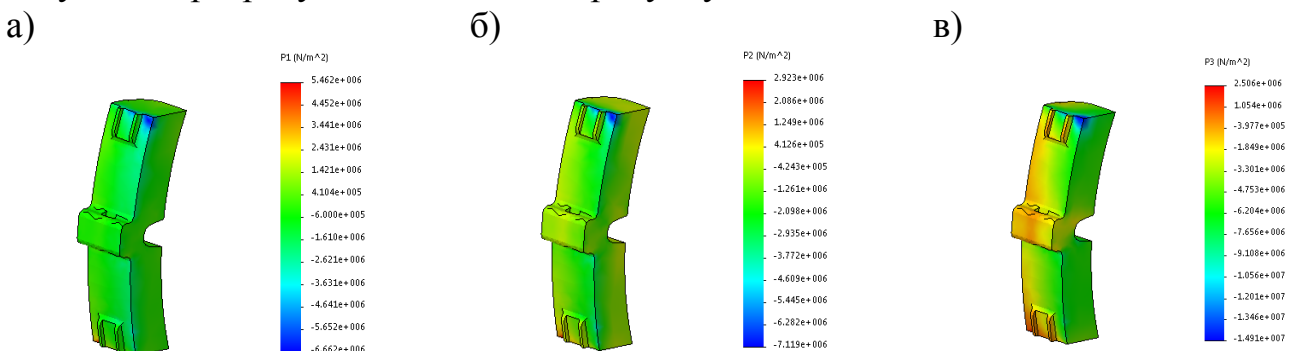 а)
б)
в)
P1 (N/m^2)
5.462e+006
4.452e+006
3.441e+006
2.431e+006
1.421e+006
4.104e+005
-6.000e+005
-1.610e+006
-2.621e+006
-3.631e+006
-4.641e+006
-5.652e+006
-6.662e+006
P2 (N/m^2)
2.923e+006
2.086e+006
1.249e+006
4.126e+005
-4.243e+005
-1.261e+006
-2.098e+006
-2.935e+006
-3.772e+006
-4.609e+006
-5.445e+006
-6.282e+006
-7.119e+006
P3 (N/m^2)
2.506e+006
1.054e+006
-3.977e+005
-1.849e+006
-3.301e+006
-4.753e+006
-6.204e+006
-7.656e+006
-9.108e+006
-1.056e+007
-1.201e+007
-1.346e+007
-1.491e+007